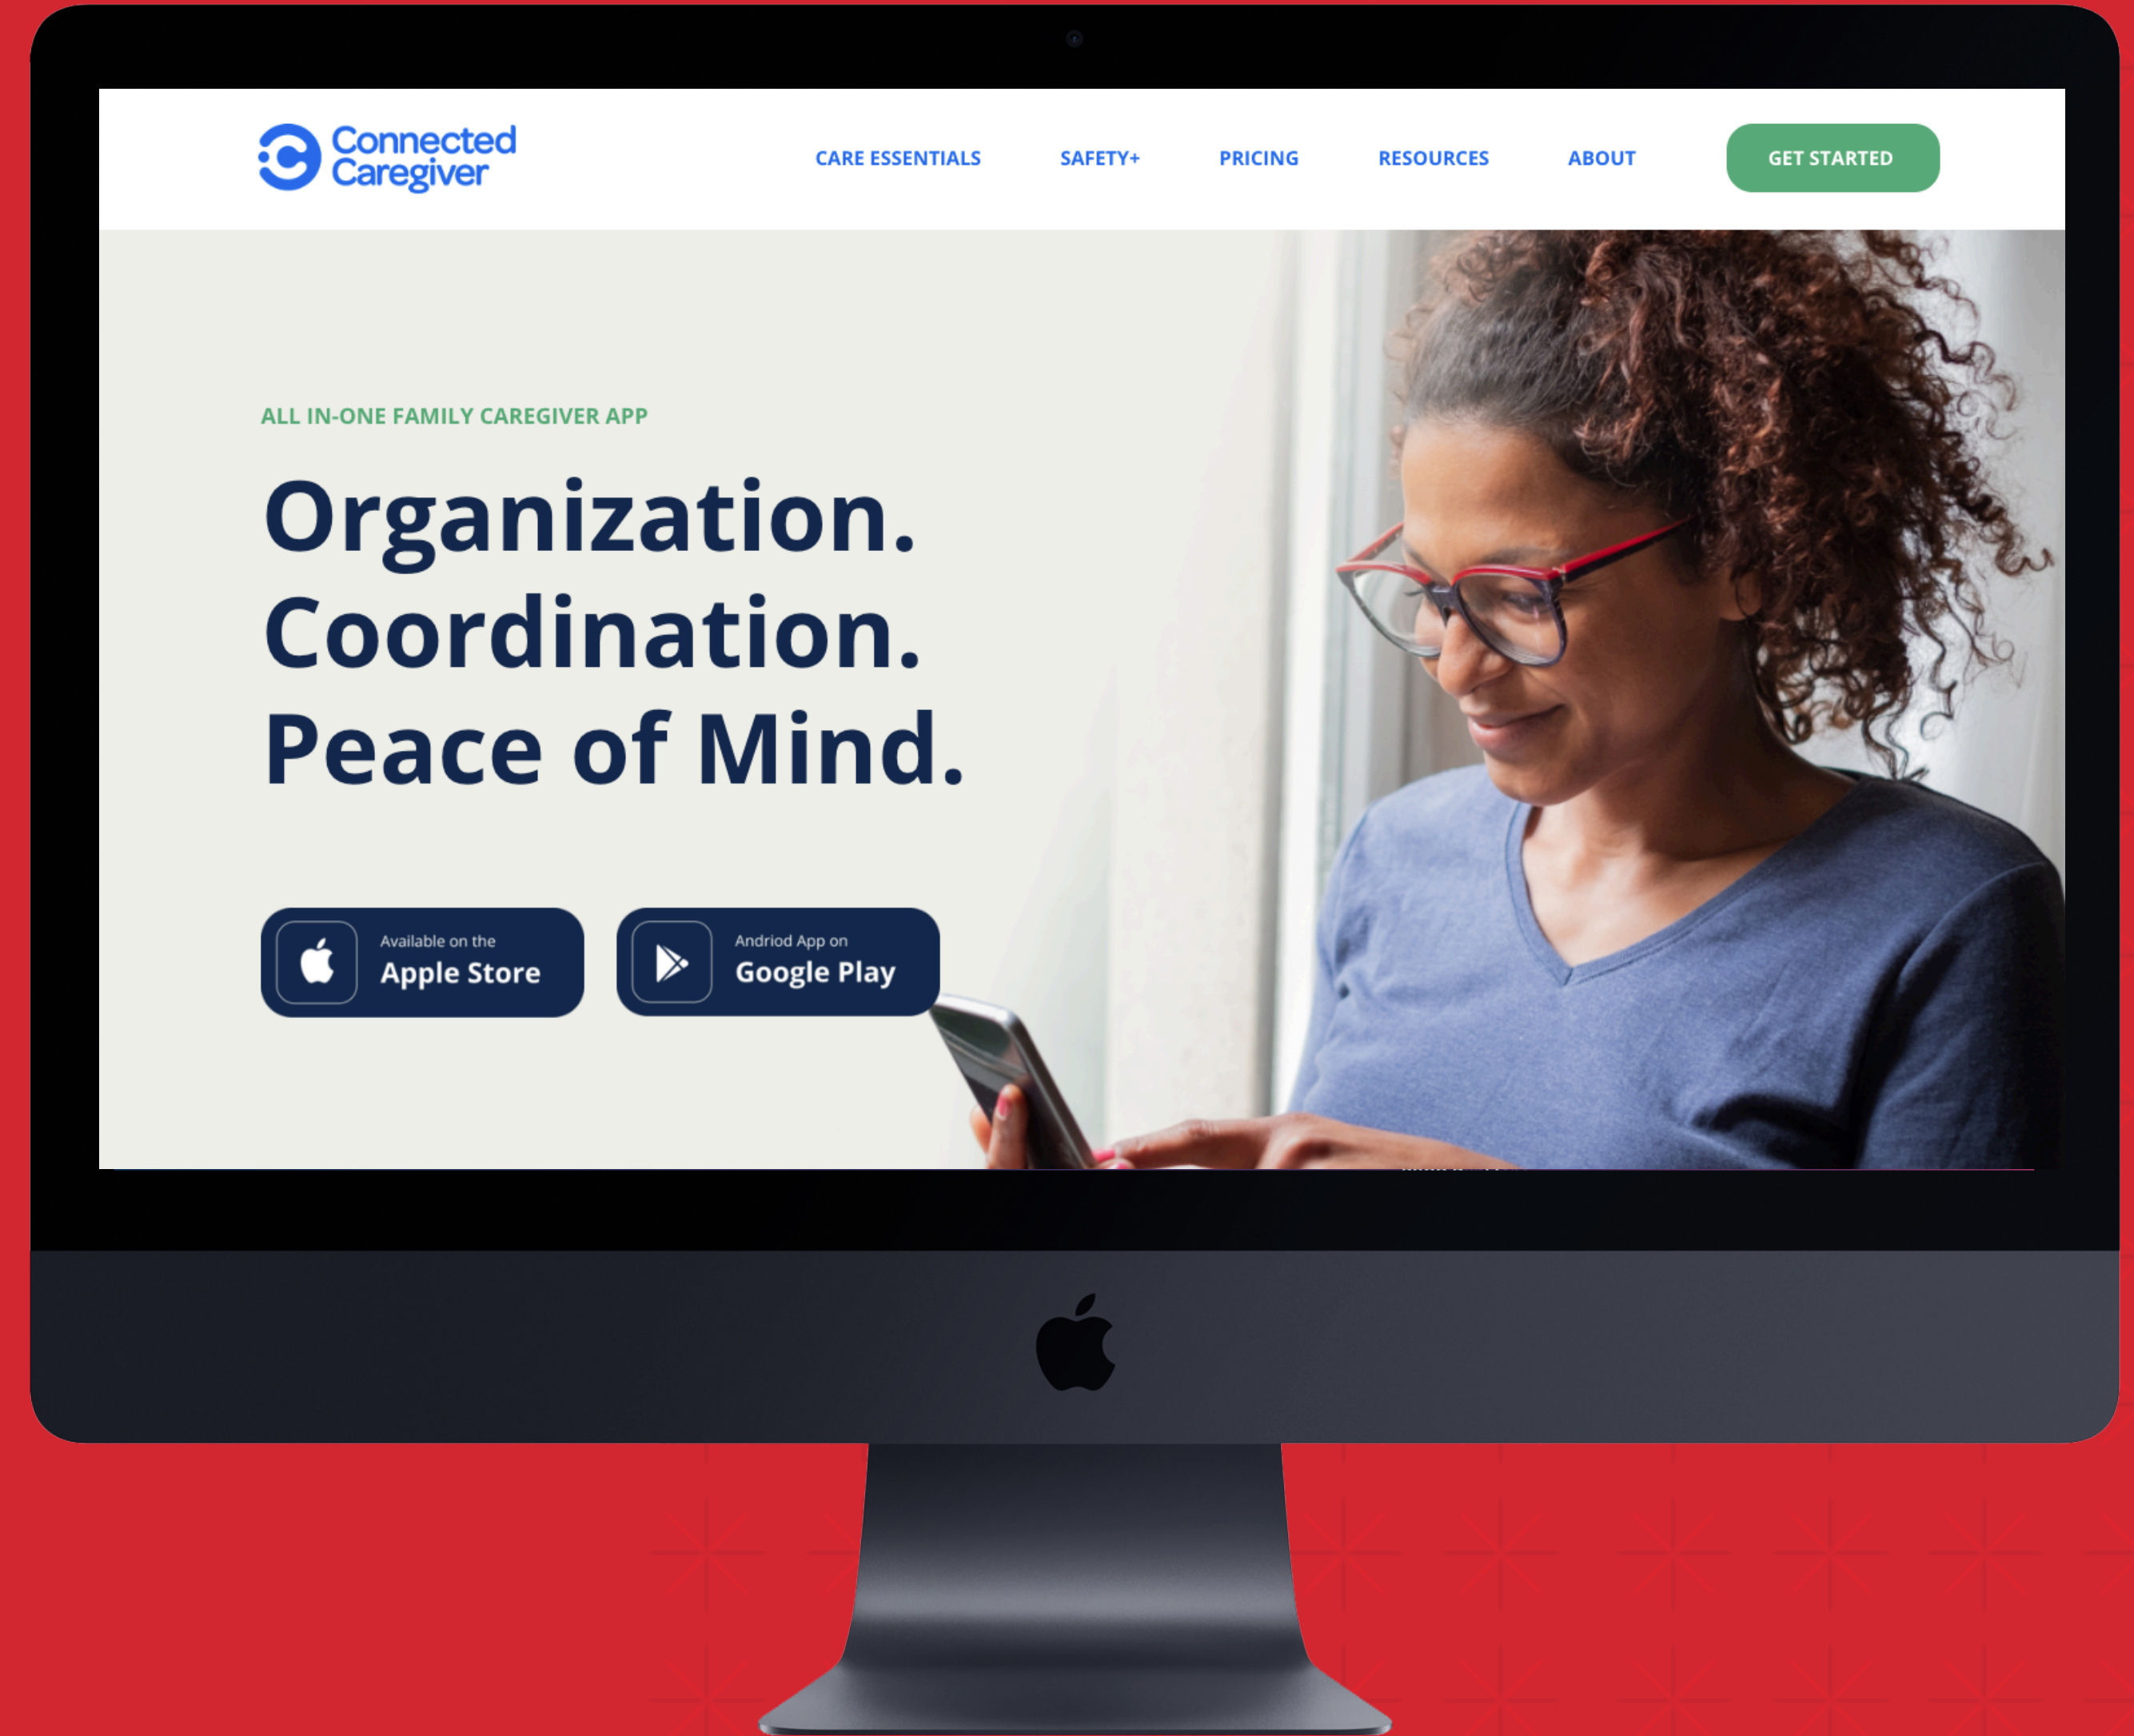 Connected
Caregiver
CARE ESSENTIALS SAFETY+ PRICING RESOURCES ABOUT GET STARTED
ALL IN-ONE FAMILY CAREGIVER APP
Organization.
Coordination.
Peace of Mind.
Available on the
Apple Store
Andriod App on
Google Play